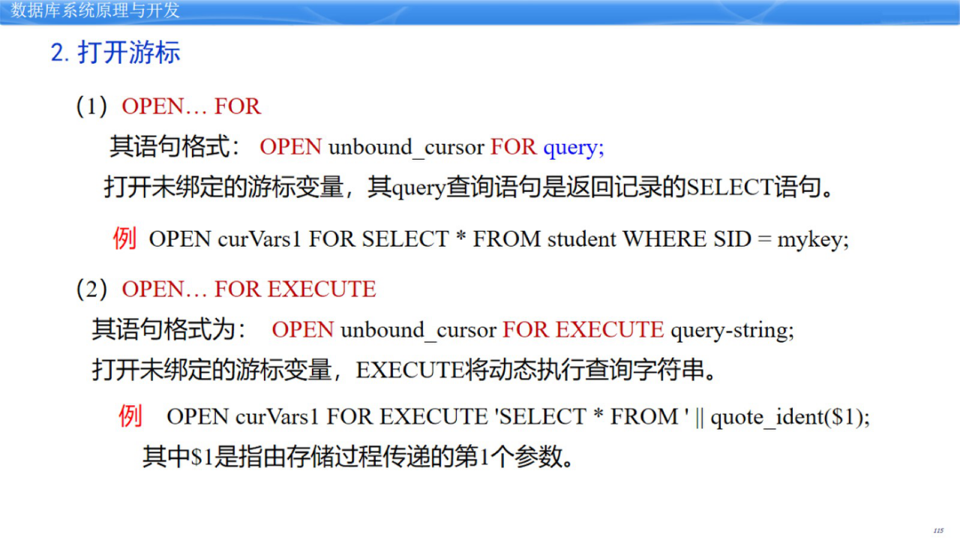 数据库系统原理与开发
2. 打开游标
（1）OPEN… FOR
其语句格式： OPEN unbound_cursor FOR query;
打开未绑定的游标变量，其query查询语句是返回记录的SELECT语句。
例 OPEN curVars1 FOR SELECT * FROM student WHERE SID = mykey;
（2）OPEN… FOR EXECUTE
其语句格式为： OPEN unbound_cursor FOR EXECUTE query-string;
打开未绑定的游标变量，EXECUTE将动态执行查询字符串。
例 OPEN curVars1 FOR EXECUTE 'SELECT * FROM ' || quote_ident($1);
其中$1是指由存储过程传递的第1个参数。
115